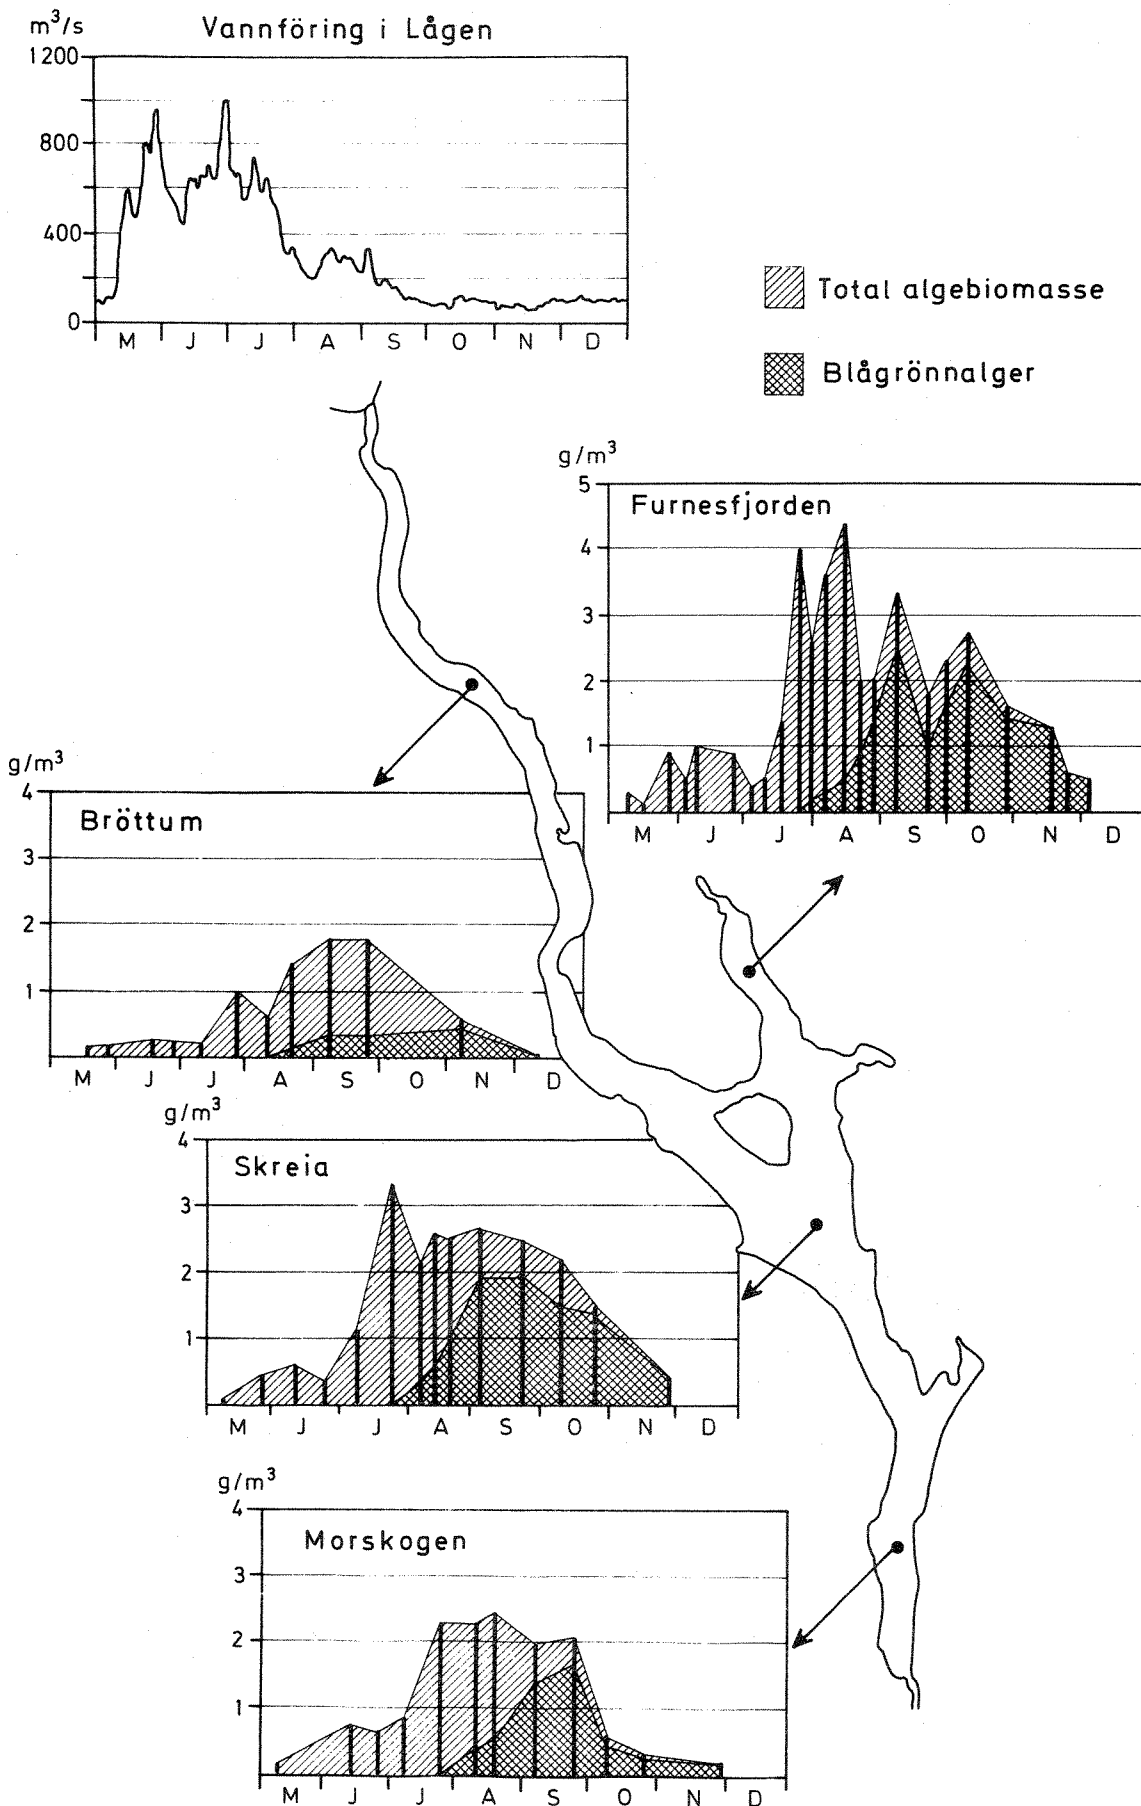 m³/s
Vannföring i Lågen
1200
800
400
0
M J J A S O N D
Total algebiomasse
Blågrönnalger
g/m³
5
Furnesfjorden
4
3
2
1
M J J A S O N D
g/m³
4
Bröttum
3
2
1
M J J A S O N D
g/m³
4
Skreia
3
2
1
M J J A S O N D
g/m³
4
Morskogen
3
2
1
M J J A S O N D